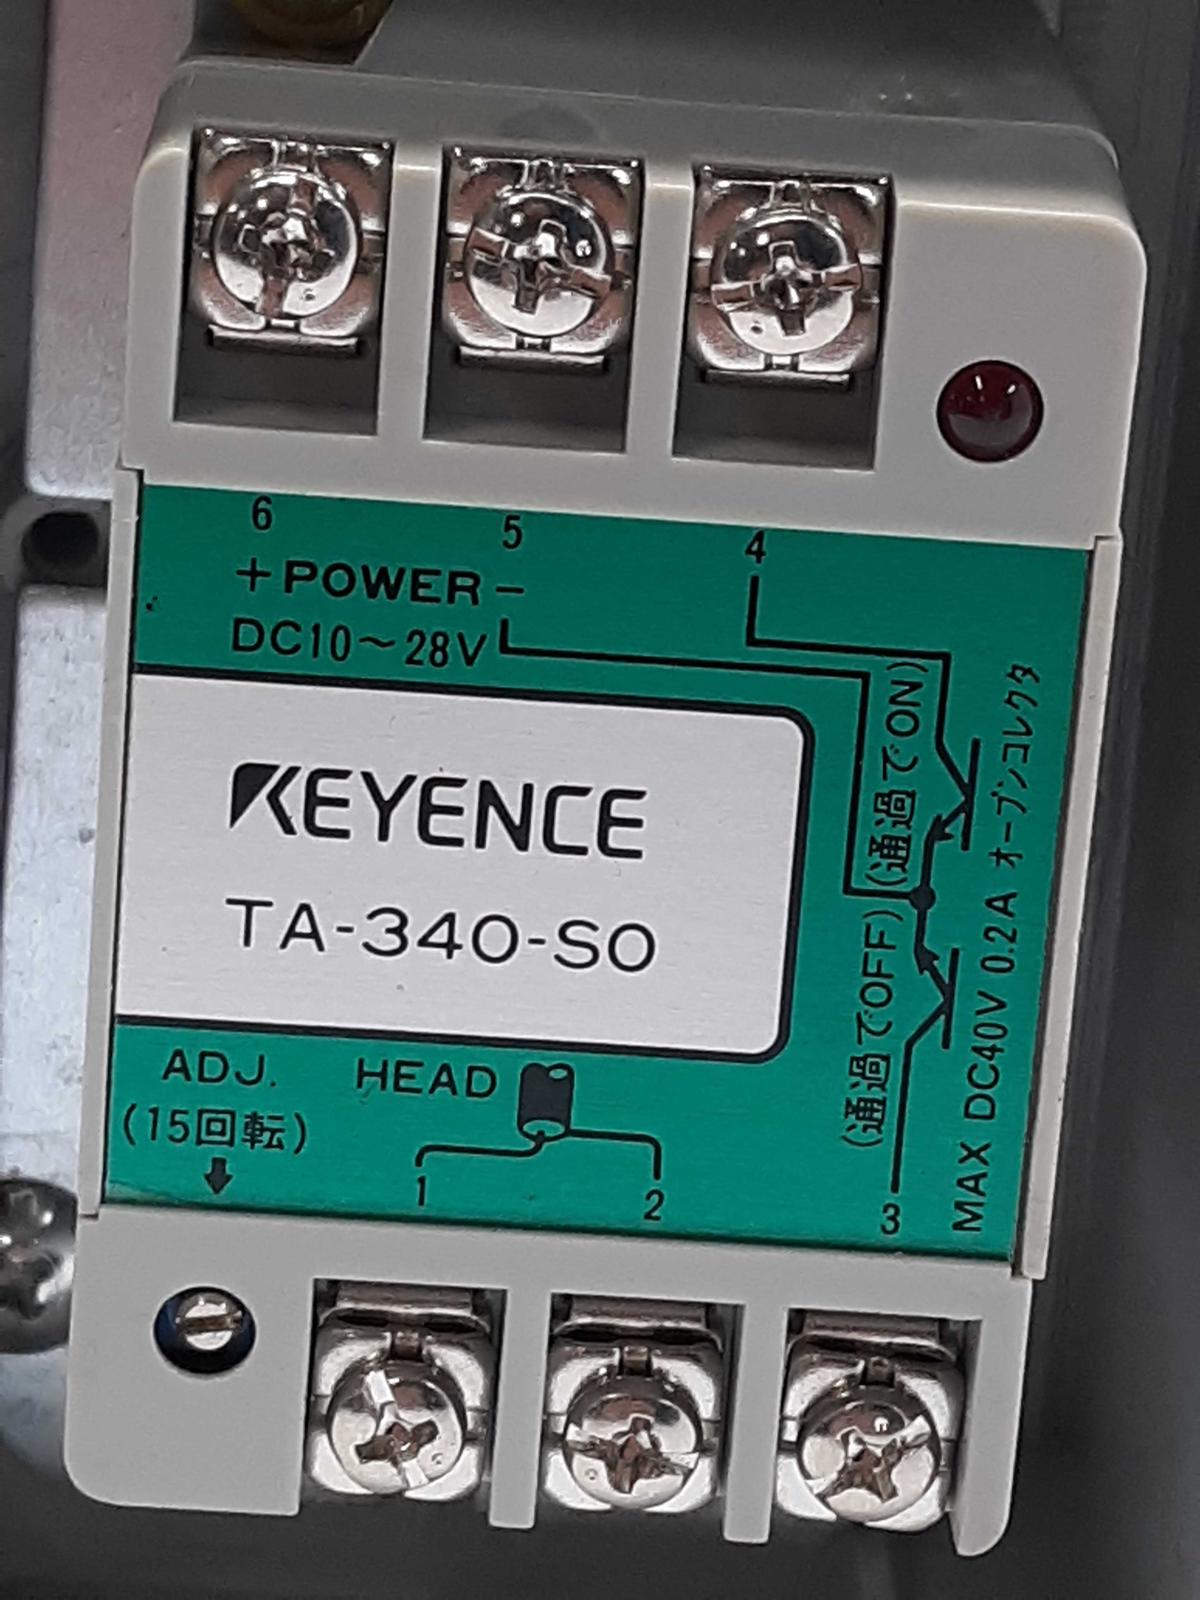 6 5 4
+POWER-
DC10～28V
KEYENCE
TA-340-SO
ADJ.
(15回転)
HEAD
1 2 3
(通過でON)
(通過でOFF)
MAX DC40V 0.2A オープンコレクタ